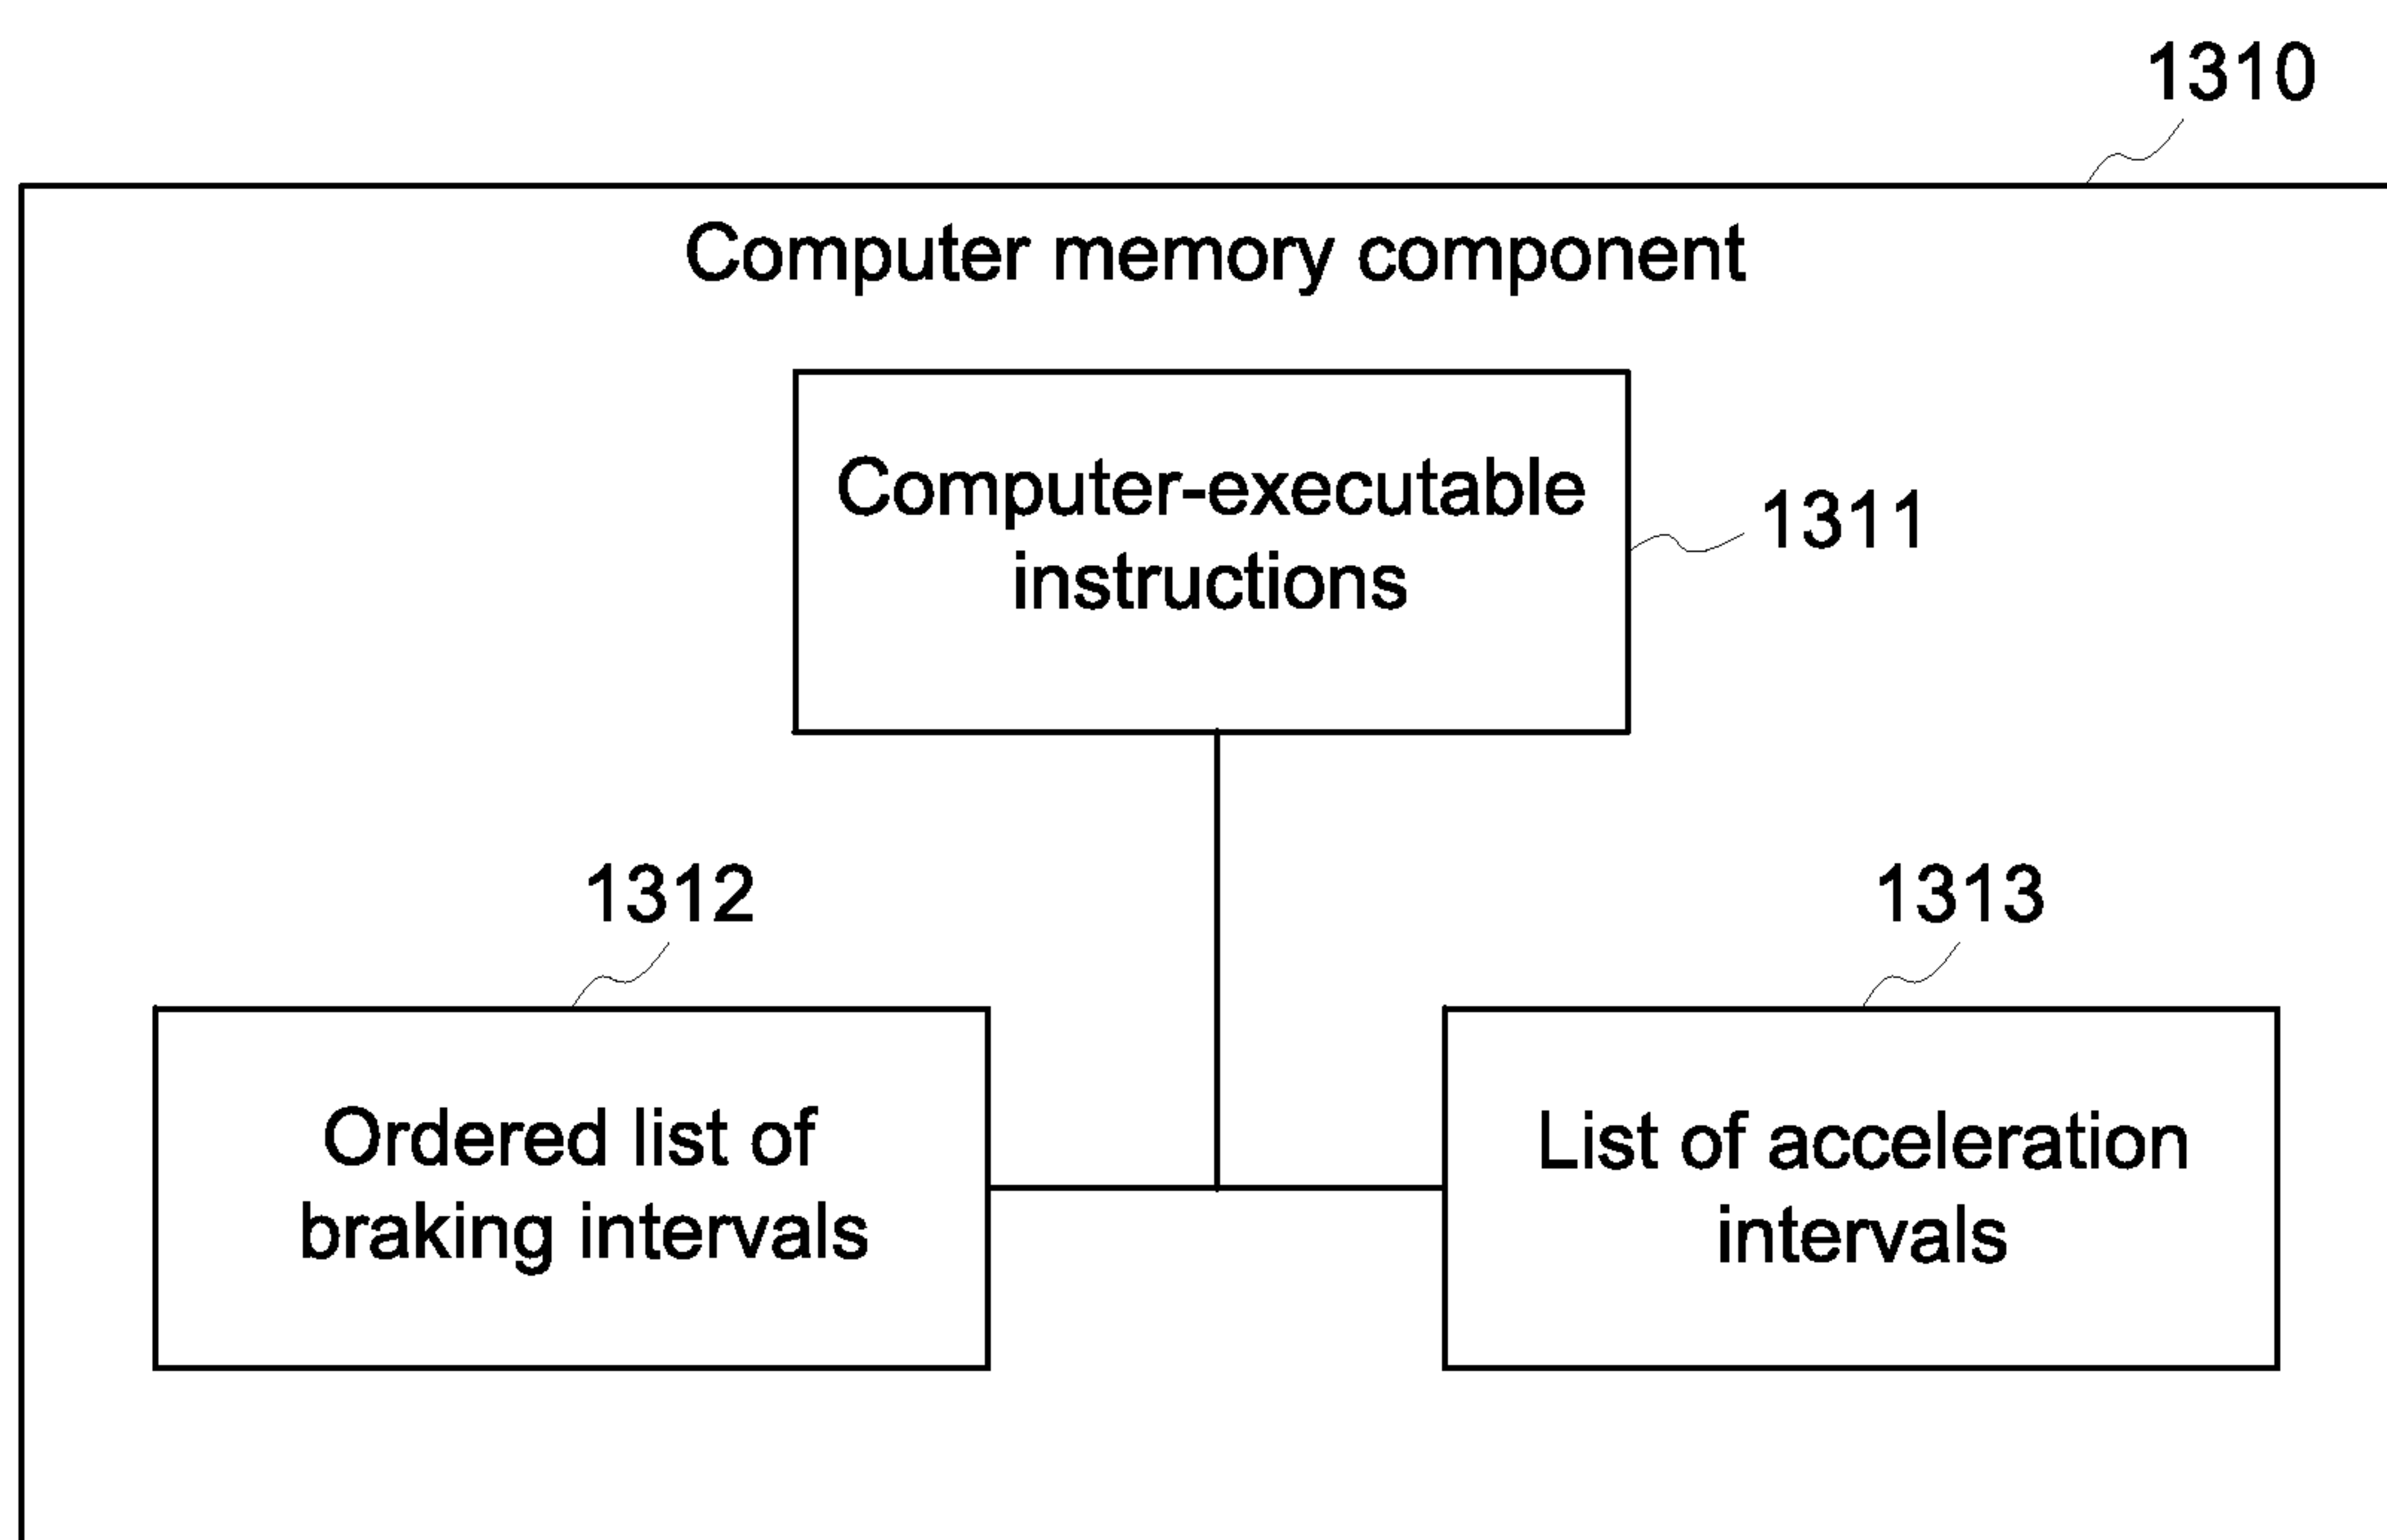 1310
Computer memory component
Computer-executable
instructions
1311
1312
1313
Ordered list of
braking intervals
List of acceleration
intervals